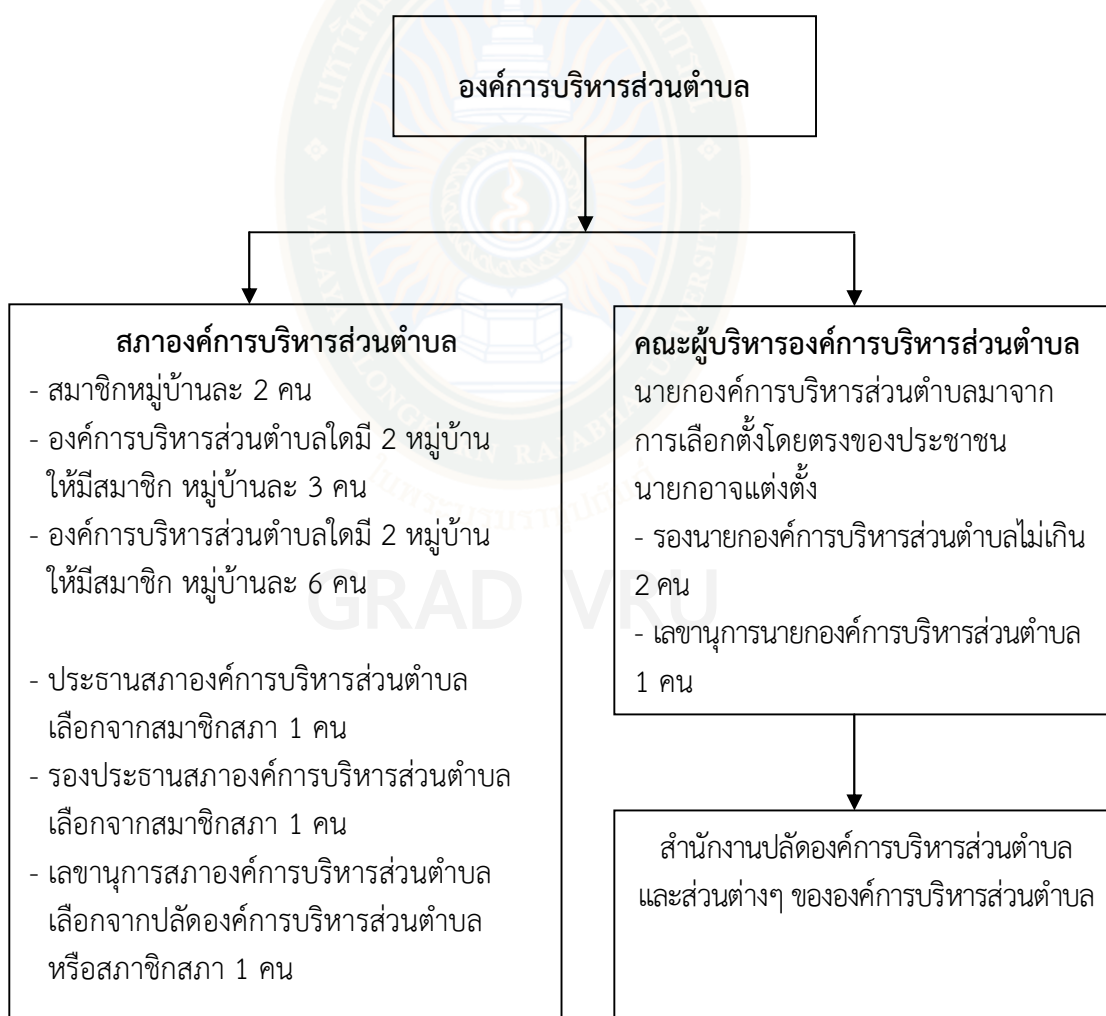 องค์การบริหารส่วนตำบล
สภาองค์การบริหารส่วนตำบล
- สมาชิกหมู่บ้านละ 2 คน
- องค์การบริหารส่วนตำบลใดมี 2 หมู่บ้าน
ให้มีสมาชิก หมู่บ้านละ 3 คน
- องค์การบริหารส่วนตำบลใดมี 2 หมู่บ้าน
ให้มีสมาชิก หมู่บ้านละ 6 คน
- ประธานสภาองค์การบริหารส่วนตำบล
เลือกจากสมาชิกสภา 1 คน
- รองประธานสภาองค์การบริหารส่วนตำบล
เลือกจากสมาชิกสภา 1 คน
- เลขานุการสภาองค์การบริหารส่วนตำบล
เลือกจากปลัดองค์การบริหารส่วนตำบล
หรือสภาชิกสภา 1 คน
คณะผู้บริหารองค์การบริหารส่วนตำบล
นายกองค์การบริหารส่วนตำบลมาจาก
การเลือกตั้งโดยตรงของประชาชน
นายกอาจแต่งตั้ง
- รองนายกองค์การบริหารส่วนตำบลไม่เกิน
2 คน
- เลขานุการนายกองค์การบริหารส่วนตำบล
1 คน
สำนักงานปลัดองค์การบริหารส่วนตำบล
และส่วนต่างๆ ขององค์การบริหารส่วนตำบล
GRAD VRU